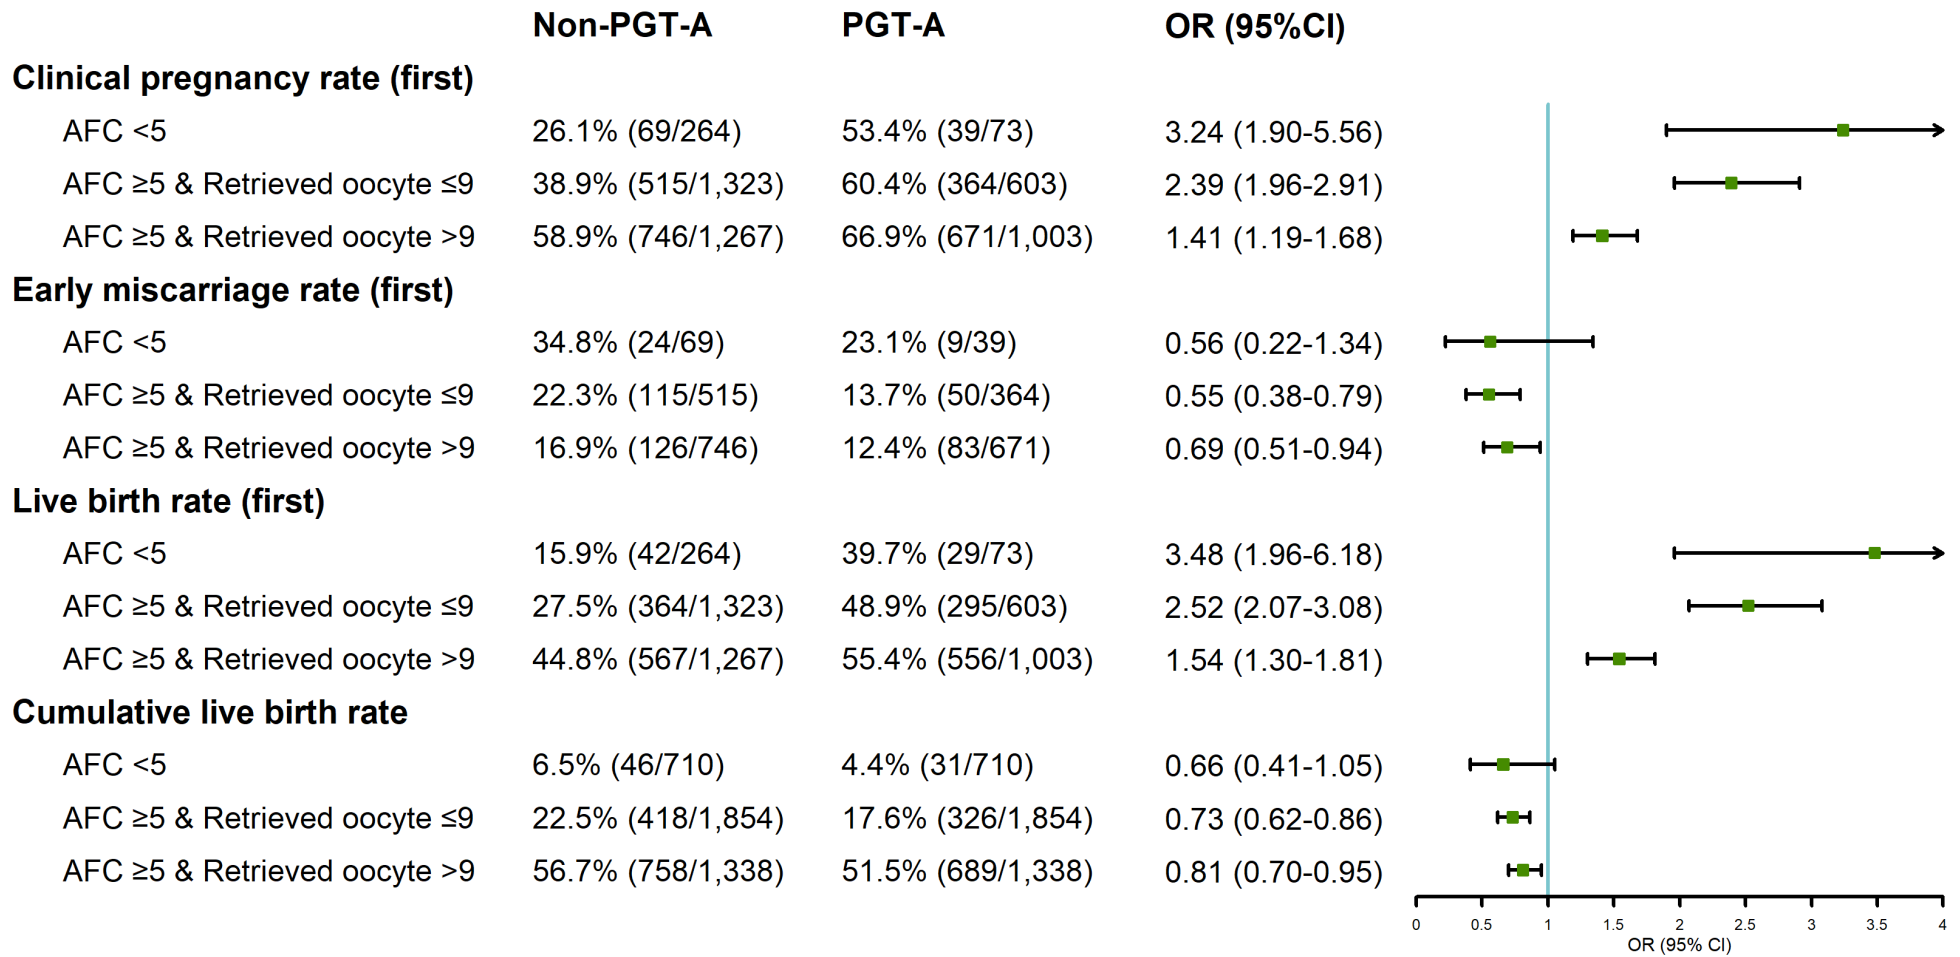 Non-PGT-A PGT-A OR (95%CI)
Clinical pregnancy rate (first)
AFC <5 26.1% (69/264) 53.4% (39/73) 3.24 (1.90-5.56)
AFC ≥5 & Retrieved oocyte ≤9 38.9% (515/1,323) 60.4% (364/603) 2.39 (1.96-2.91)
AFC ≥5 & Retrieved oocyte >9 58.9% (746/1,267) 66.9% (671/1,003) 1.41 (1.19-1.68)
Early miscarriage rate (first)
AFC <5 34.8% (24/69) 23.1% (9/39) 0.56 (0.22-1.34)
AFC ≥5 & Retrieved oocyte ≤9 22.3% (115/515) 13.7% (50/364) 0.55 (0.38-0.79)
AFC ≥5 & Retrieved oocyte >9 16.9% (126/746) 12.4% (83/671) 0.69 (0.51-0.94)
Live birth rate (first)
AFC <5 15.9% (42/264) 39.7% (29/73) 3.48 (1.96-6.18)
AFC ≥5 & Retrieved oocyte ≤9 27.5% (364/1,323) 48.9% (295/603) 2.52 (2.07-3.08)
AFC ≥5 & Retrieved oocyte >9 44.8% (567/1,267) 55.4% (556/1,003) 1.54 (1.30-1.81)
Cumulative live birth rate
AFC <5 6.5% (46/710) 4.4% (31/710) 0.66 (0.41-1.05)
AFC ≥5 & Retrieved oocyte ≤9 22.5% (418/1,854) 17.6% (326/1,854) 0.73 (0.62-0.86)
AFC ≥5 & Retrieved oocyte >9 56.7% (758/1,338) 51.5% (689/1,338) 0.81 (0.70-0.95)
0 0.5 1 1.5 2 2.5 3 3.5 4
OR (95% CI)